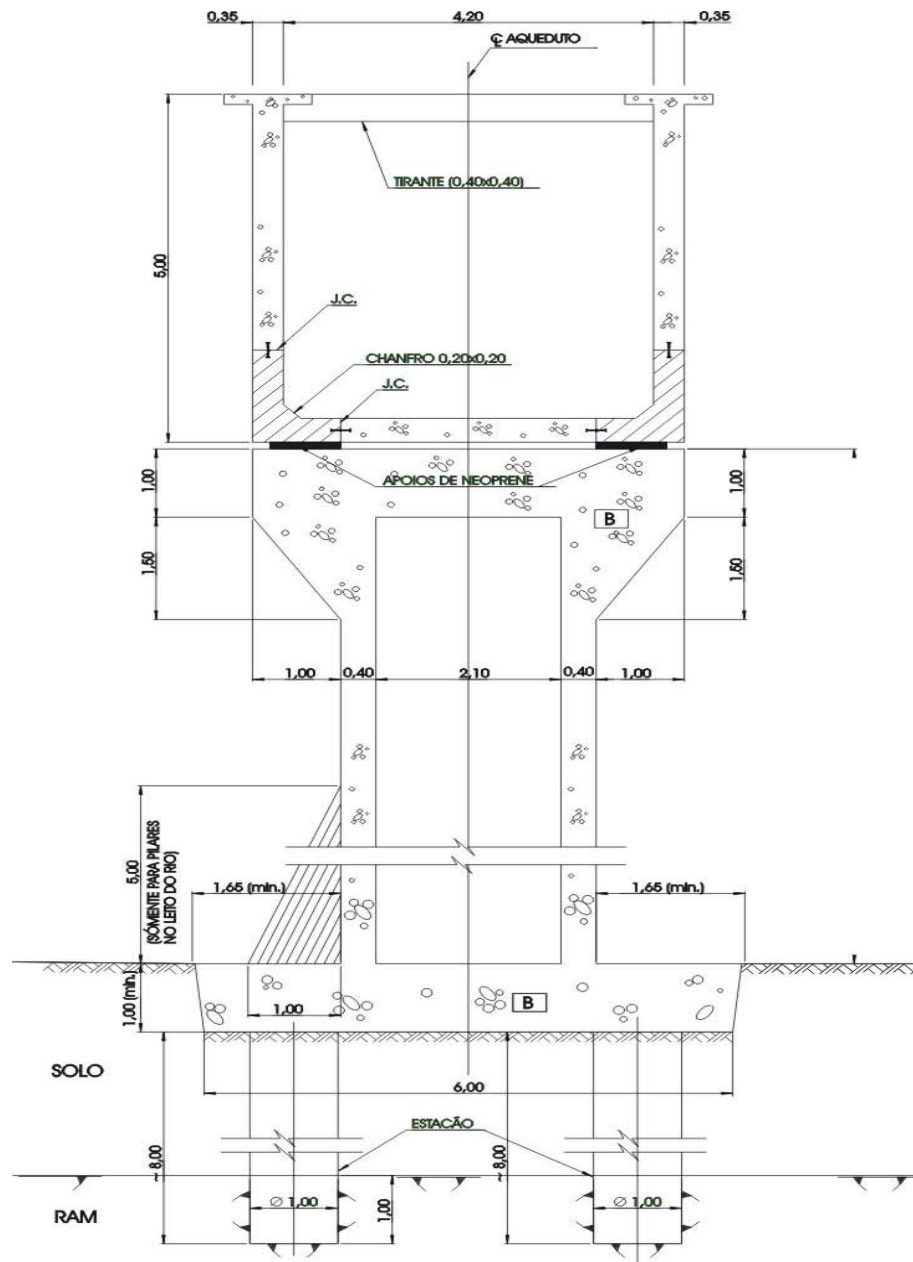 0,35
4,20
0,35
℄ AQUEDUTO
5,00
TIRANTE (0,40x0,40)
J.C.
CHANFRO 0,20x0,20
J.C.
APOIOS DE NEOPRENE
1,00
1,00
B
1,50
1,50
1,00
0,40
2,10
0,40
1,00
5,00
(SÓMENTE PARA PILARES
NO LEITO DO RIO)
1,65 (min.)
1,65 (min.)
1,00 (min.)
1,00
B
SOLO
6,00
ESTACÃO
~ 8,00
~ 8,00
RAM
Ø 1,00
1,00
Ø 1,00